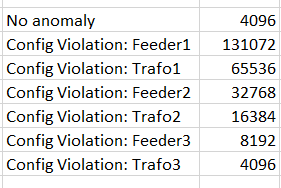 No anomaly 4096
Config Violation: Feeder1 131072
Config Violation: Trafo1 65536
Config Violation: Feeder2 32768
Config Violation: Trafo2 16384
Config Violation: Feeder3 8192
Config Violation: Trafo3 4096